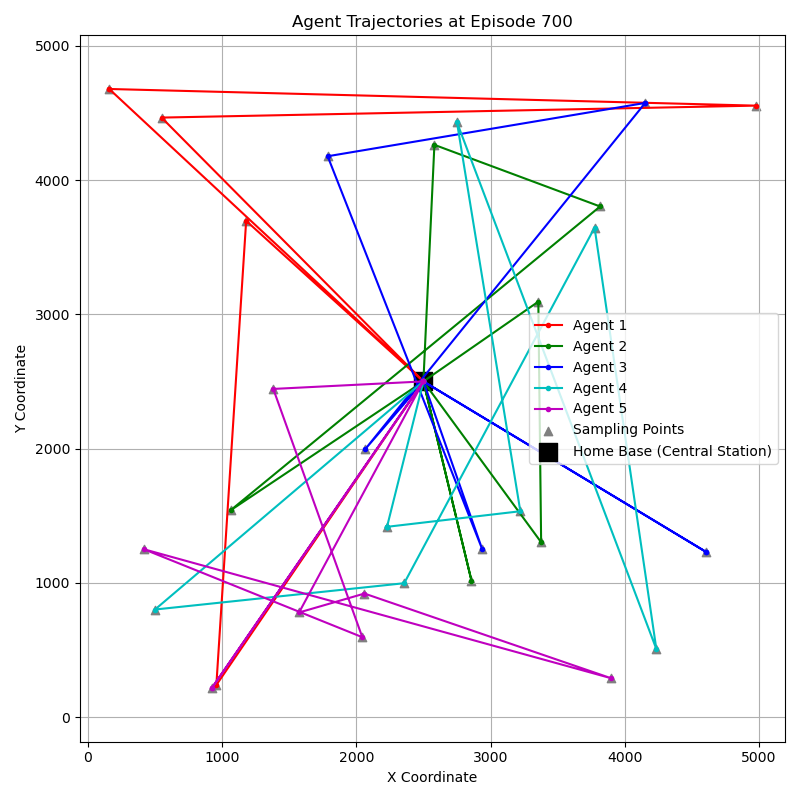 Agent Trajectories at Episode 700
Y Coordinate
5000
4000
3000
2000
1000
0
Agent 1
Agent 2
Agent 3
Agent 4
Agent 5
Sampling Points
Home Base (Central Station)
0 1000 2000 3000 4000 5000
X Coordinate